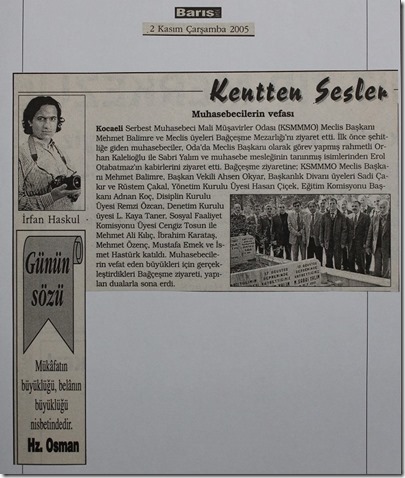 Barış
2 Kasım Çarşamba 2005
Kentten Sesler
Muhasebecilerin vefası
Kocaeli Serbest Muhasebeci Mali Müşavirler Odası (KSMMMO) Meclis Başkanı
Mehmet Balimre ve Meclis üyeleri Bağçeşme Mezarlığı'nı ziyaret etti. İlk önce şehit-
liğe giden muhasebeciler, Oda'da Meclis Başkanı olarak görev yapmış rahmetli Or-
han Kalelioğlu ile Sabri Yalım ve muhasebe mesleğinin tanınmış isimlerinden Erol
Otabatmaz'ın kabirlerini ziyaret etti. Bağçeşme ziyaretine; KSMMMO Meclis Başka-
nı Mehmet Balimre, Başkan Vekili Ahsen Okyar, Başkanlık Divanı üyeleri Sadi Ça-
kır ve Rüstem Çakal, Yönetim Kurulu Üyesi Hasan Çiçek, Eğitim Komisyonu Baş-
kanı Adnan Koç, Disiplin Kurulu
Üyesi Remzi Özcan, Denetim Kurulu
üyesi L. Kaya Taner, Sosyal Faaliyet
Komisyonu Üyesi Cengiz Tosun ile
Mehmet Ali Kılıç, İbrahim Karataş,
Mehmet Özenç, Mustafa Emek ve İs-
met Hastürk katıldı. Muhasebecile-
rin vefat eden büyükleri için gerçek-
leştirdikleri Bağçeşme ziyareti, yapı-
lan dualarla sona erdi.
İrfan Haskul
Günün
sözü
Mükâfatın
büyüklüğü, belânın
büyüklüğü
nisbetindedir.
Hz. Osman
17 AĞUSTOS
DEPREMİNDE